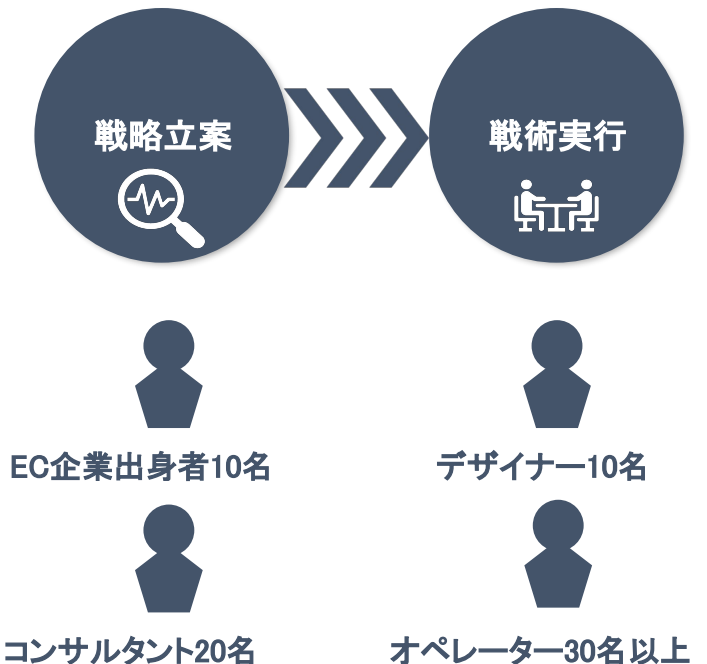 戦略立案
戦術実行
EC企業出身者10名
デザイナー10名
コンサルタント20名
オペレーター30名以上